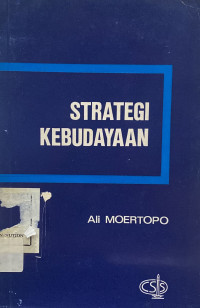 STRATEGI
KEBUDAYAAN
Ali MOERTOPO
CSIS